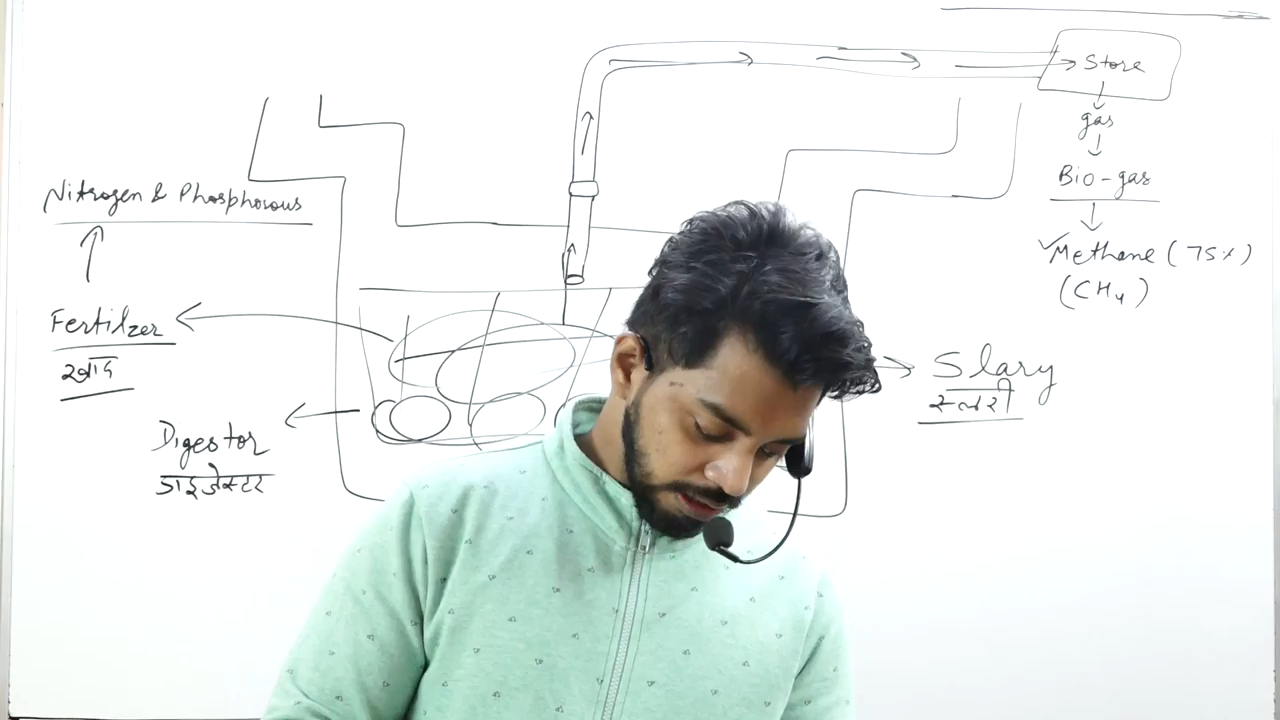 Store
gas
Bio-gas
Methane (75%)
(CH4)
Nitrogen & Phosphorous
Fertilzer
खाद
Digestor
डाइजेस्टर
Slary
स्लरी